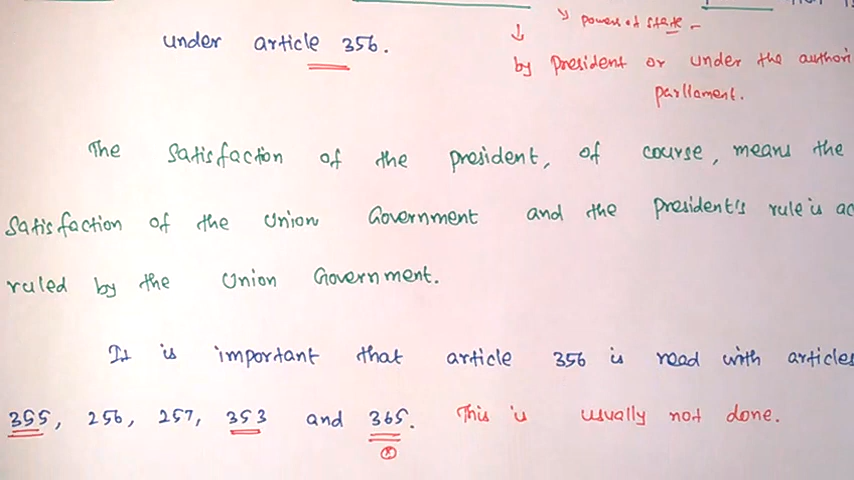 ↘ powers of state -
under article 356.
↓
by president or under the authori
parliament.
The satisfaction of the president, of course, means the
satisfaction of the Union Government and the president's rule is ac
ruled by the Union Government.
It is important that article 356 is read with articles
355, 256, 257, 353 and 365. This is usually not done.